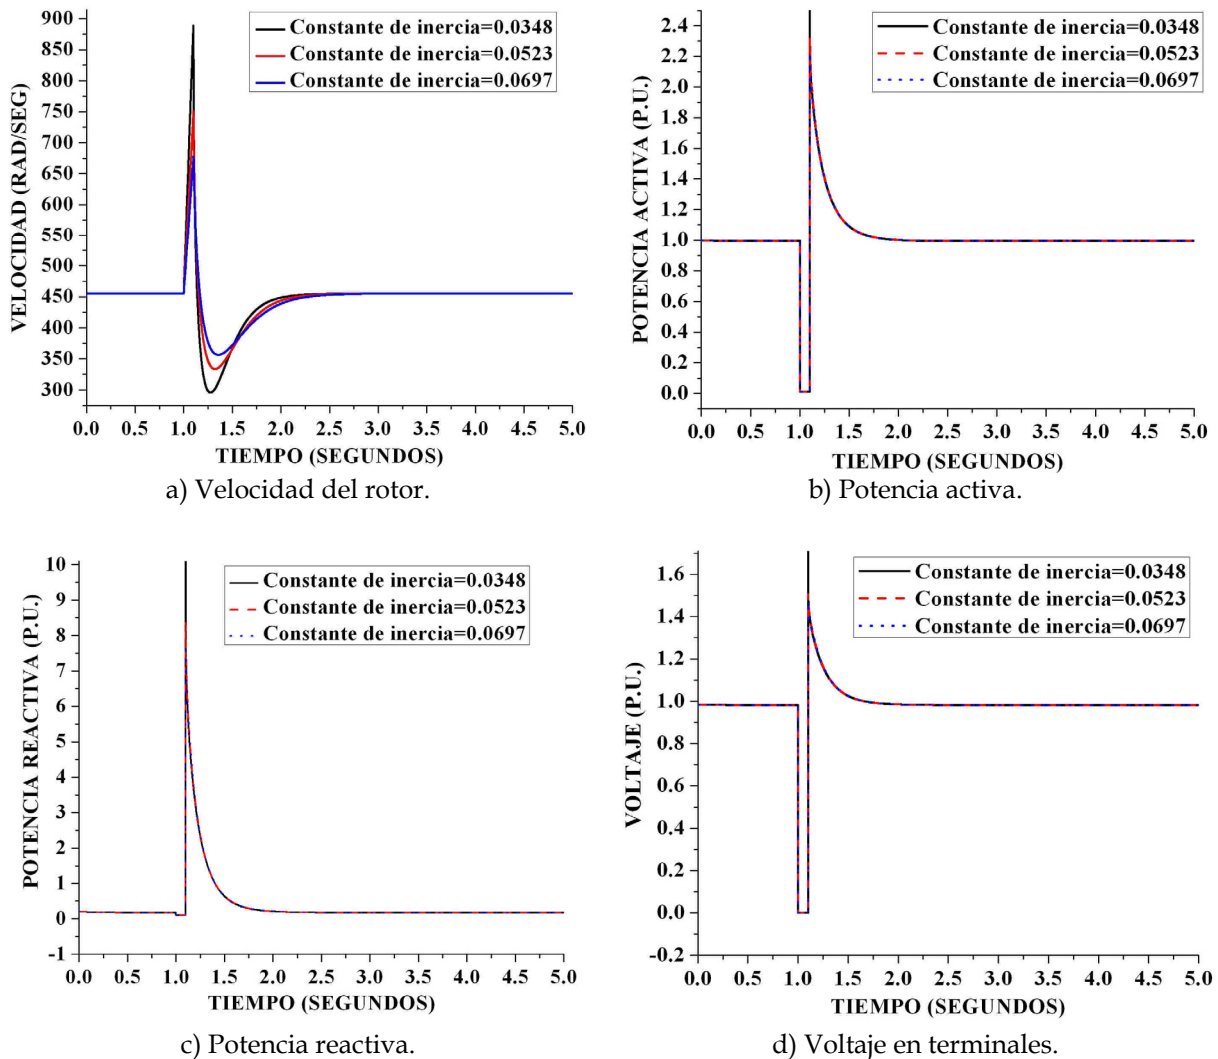 900
850
800
750
700
650
600
550
500
450
400
350
300
VELOCIDAD (RAD/SEG)
Constante de inercia=0.0348
Constante de inercia=0.0523
Constante de inercia=0.0697
0.0 0.5 1.0 1.5 2.0 2.5 3.0 3.5 4.0 4.5 5.0
TIEMPO (SEGUNDOS)
a) Velocidad del rotor.
2.4
2.2
2.0
1.8
1.6
1.4
1.2
1.0
0.8
0.6
0.4
0.2
0.0
POTENCIA ACTIVA (P.U.)
Constante de inercia=0.0348
Constante de inercia=0.0523
Constante de inercia=0.0697
0.0 0.5 1.0 1.5 2.0 2.5 3.0 3.5 4.0 4.5 5.0
TIEMPO (SEGUNDOS)
b) Potencia activa.
10
9
8
7
6
5
4
3
2
1
0
-1
POTENCIA REACTIVA (P.U.)
Constante de inercia=0.0348
Constante de inercia=0.0523
Constante de inercia=0.0697
0.0 0.5 1.0 1.5 2.0 2.5 3.0 3.5 4.0 4.5 5.0
TIEMPO (SEGUNDOS)
c) Potencia reactiva.
1.6
1.4
1.2
1.0
0.8
0.6
0.4
0.2
0.0
-0.2
VOLTAJE (P.U.)
Constante de inercia=0.0348
Constante de inercia=0.0523
Constante de inercia=0.0697
0.0 0.5 1.0 1.5 2.0 2.5 3.0 3.5 4.0 4.5 5.0
TIEMPO (SEGUNDOS)
d) Voltaje en terminales.